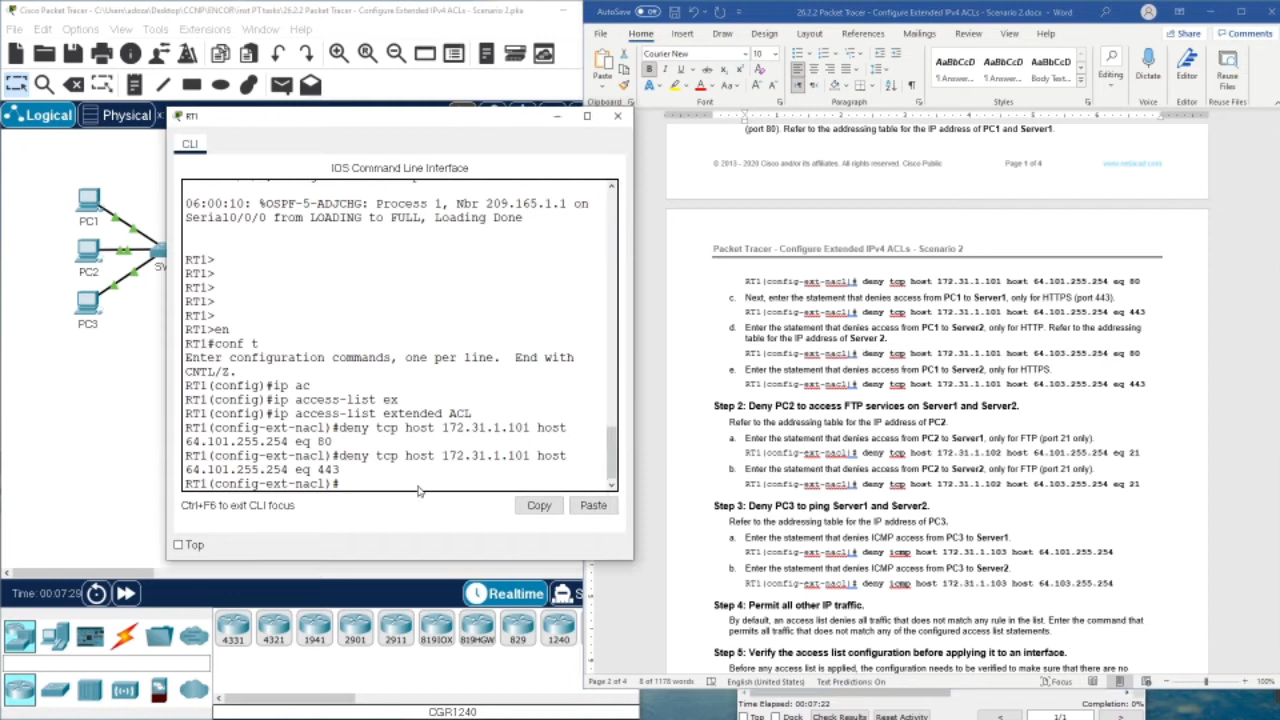 Cisco Packet Tracer - C:\Users\adosa\Desktop\CCNP\ENCOR\net PT tasks\26.2.2 Packet Tracer - Configure Extended IPv4 ACLs - Scenario 2.pka
File Edit Options View Tools Extensions Window Help
Logical Physical
PC1
PC2
PC3
RT1
CLI
IOS Command Line Interface
06:00:10: %OSPF-5-ADJCHG: Process 1, Nbr 209.165.1.1 on
Serial0/0/0 from LOADING to FULL, Loading Done
RT1>
RT1>
RT1>
RT1>
RT1>
RT1>en
RT1#conf t
Enter configuration commands, one per line. End with
CNTL/Z.
RT1(config)#ip ac
RT1(config)#ip access-list ex
RT1(config)#ip access-list extended ACL
RT1(config-ext-nacl)#deny tcp host 172.31.1.101 host
64.101.255.254 eq 80
RT1(config-ext-nacl)#deny tcp host 172.31.1.101 host
64.101.255.254 eq 443
RT1(config-ext-nacl)#
Ctrl+F6 to exit CLI focus
Copy Paste
Top
Time: 00:07:29
Realtime
4331 4321 1941 2901 2911 819IOX 819HGW 829 1240
CGR1240
AutoSave Off
26.2.2 Packet Tracer - Configure Extended IPv4 ACLs - Scenario 2.docx - Word
File Home Insert Draw Design Layout References Mailings Review View Help Share Comments
Courier New 10
Paste
AaBbCcD AaBbCcD AaBbCcD
¶ Answer... ¶ Answer... Body Text...
Editing Dictate Editor Reuse Files
Clipboard Font Paragraph Styles Voice Editor Reuse Files
(port 80). Refer to the addressing table for the IP address of PC1 and Server1.
© 2013 - 2020 Cisco and/or its affiliates. All rights reserved. Cisco Public Page 1 of 4 www.netacad.com
Packet Tracer - Configure Extended IPv4 ACLs - Scenario 2
RT1(config-ext-nacl)# deny tcp host 172.31.1.101 host 64.101.255.254 eq 80
c. Next, enter the statement that denies access from PC1 to Server1, only for HTTPS (port 443).
RT1(config-ext-nacl)# deny tcp host 172.31.1.101 host 64.101.255.254 eq 443
d. Enter the statement that denies access from PC1 to Server2, only for HTTP. Refer to the addressing
table for the IP address of Server 2.
RT1(config-ext-nacl)# deny tcp host 172.31.1.101 host 64.103.255.254 eq 80
e. Enter the statement that denies access from PC1 to Server2, only for HTTPS.
RT1(config-ext-nacl)# deny tcp host 172.31.1.101 host 64.103.255.254 eq 443
Step 2: Deny PC2 to access FTP services on Server1 and Server2.
Refer to the addressing table for the IP address of PC2.
a. Enter the statement that denies access from PC2 to Server1, only for FTP (port 21 only).
RT1(config-ext-nacl)# deny tcp host 172.31.1.102 host 64.101.255.254 eq 21
b. Enter the statement that denies access from PC2 to Server2, only for FTP (port 21 only).
RT1(config-ext-nacl)# deny tcp host 172.31.1.102 host 64.103.255.254 eq 21
Step 3: Deny PC3 to ping Server1 and Server2.
Refer to the addressing table for the IP address of PC3.
a. Enter the statement that denies ICMP access from PC3 to Server1.
RT1(config-ext-nacl)# deny icmp host 172.31.1.103 host 64.101.255.254
b. Enter the statement that denies ICMP access from PC3 to Server2.
RT1(config-ext-nacl)# deny icmp host 172.31.1.103 host 64.103.255.254
Step 4: Permit all other IP traffic.
By default, an access list denies all traffic that does not match any rule in the list. Enter the command that
permits all traffic that does not match any of the configured access list statements.
Step 5: Verify the access list configuration before applying it to an interface.
Before any access list is applied, the configuration needs to be verified to make sure that there are no
Page 2 of 4 8 of 1178 words English (United States) Text Predictions: On Focus 100%
Time Elapsed: 00:07:22 Completion: 0%
Top Dock Check Results Reset Activity < 1/1 >